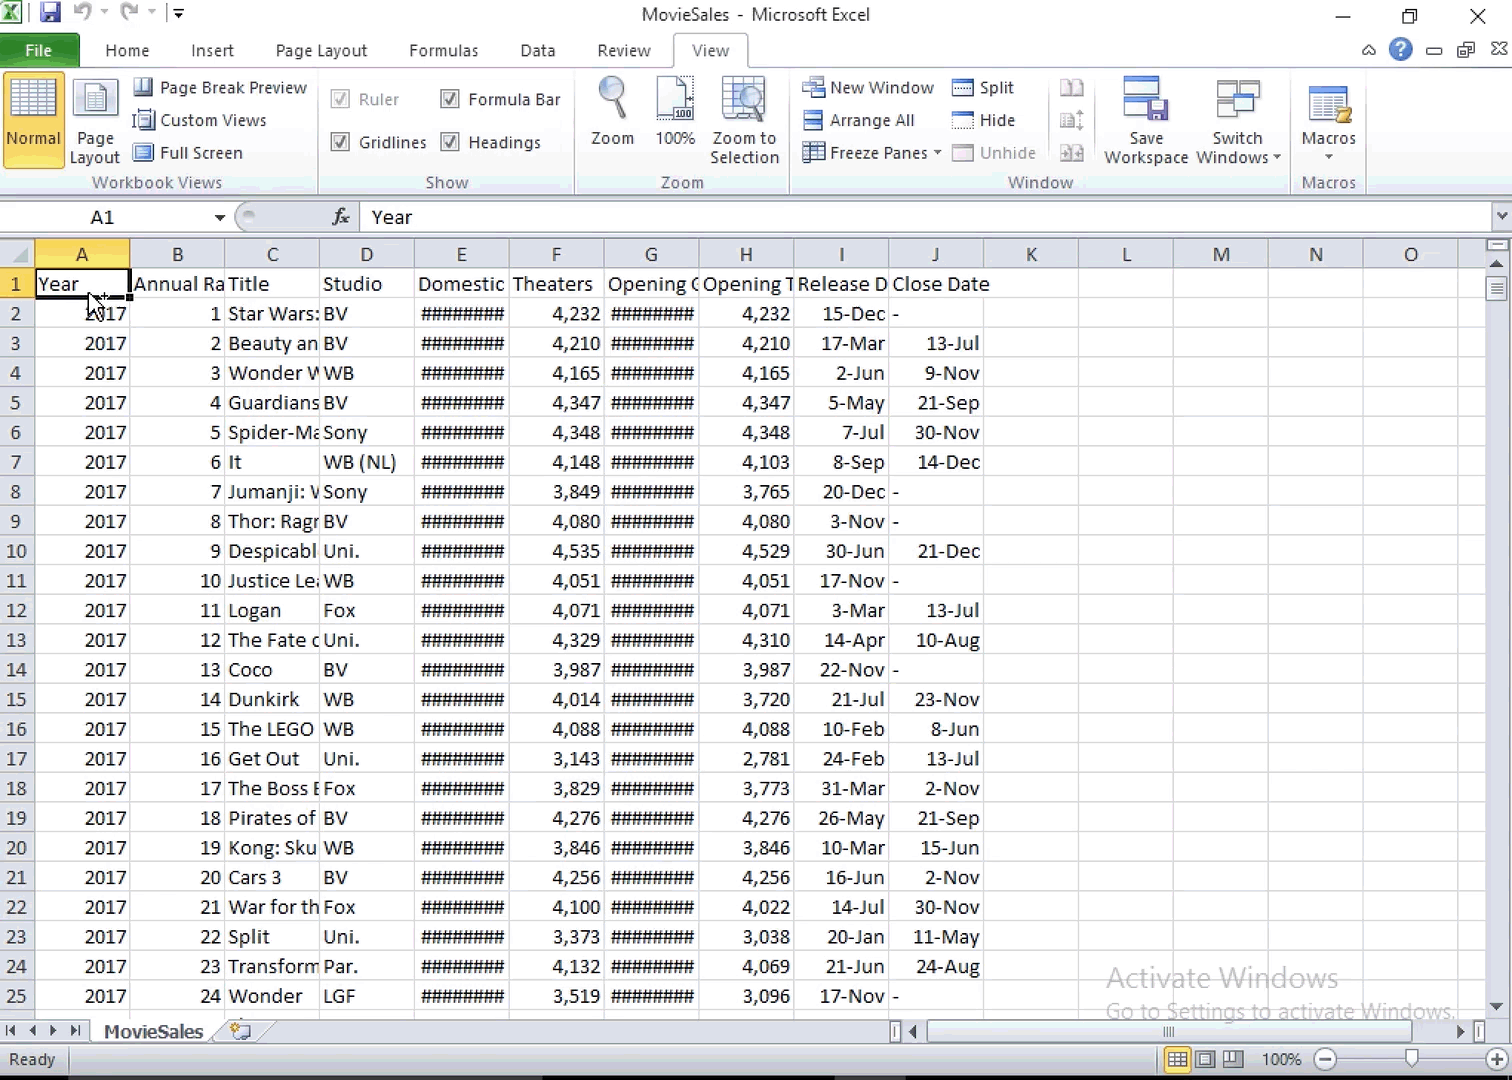 MovieSales - Microsoft Excel
File Home Insert Page Layout Formulas Data Review View
Normal
Page Layout
Page Break Preview
Custom Views
Full Screen
Workbook Views
Ruler
Formula Bar
Gridlines
Headings
Show
Zoom
100%
Zoom to Selection
Zoom
New Window
Arrange All
Freeze Panes
Split
Hide
Unhide
Save Workspace
Switch Windows
Window
Macros
Macros
A1 fx Year
A B C D E F G H I J K L M N O
1 Year Annual Ra Title Studio Domestic Theaters Opening G Opening T Release D Close Date
2 2017 1 Star Wars: BV ######## 4,232 ######## 4,232 15-Dec -
3 2017 2 Beauty an BV ######## 4,210 ######## 4,210 17-Mar 13-Jul
4 2017 3 Wonder W WB ######## 4,165 ######## 4,165 2-Jun 9-Nov
5 2017 4 Guardians BV ######## 4,347 ######## 4,347 5-May 21-Sep
6 2017 5 Spider-Ma Sony ######## 4,348 ######## 4,348 7-Jul 30-Nov
7 2017 6 It WB (NL) ######## 4,148 ######## 4,103 8-Sep 14-Dec
8 2017 7 Jumanji: W Sony ######## 3,849 ######## 3,765 20-Dec -
9 2017 8 Thor: Ragr BV ######## 4,080 ######## 4,080 3-Nov -
10 2017 9 Despicabl Uni. ######## 4,535 ######## 4,529 30-Jun 21-Dec
11 2017 10 Justice Lea WB ######## 4,051 ######## 4,051 17-Nov -
12 2017 11 Logan Fox ######## 4,071 ######## 4,071 3-Mar 13-Jul
13 2017 12 The Fate o Uni. ######## 4,329 ######## 4,310 14-Apr 10-Aug
14 2017 13 Coco BV ######## 3,987 ######## 3,987 22-Nov -
15 2017 14 Dunkirk WB ######## 4,014 ######## 3,720 21-Jul 23-Nov
16 2017 15 The LEGO WB ######## 4,088 ######## 4,088 10-Feb 8-Jun
17 2017 16 Get Out Uni. ######## 3,143 ######## 2,781 24-Feb 13-Jul
18 2017 17 The Boss B Fox ######## 3,829 ######## 3,773 31-Mar 2-Nov
19 2017 18 Pirates of BV ######## 4,276 ######## 4,276 26-May 21-Sep
20 2017 19 Kong: Sku WB ######## 3,846 ######## 3,846 10-Mar 15-Jun
21 2017 20 Cars 3 BV ######## 4,256 ######## 4,256 16-Jun 2-Nov
22 2017 21 War for th Fox ######## 4,100 ######## 4,022 14-Jul 30-Nov
23 2017 22 Split Uni. ######## 3,373 ######## 3,038 20-Jan 11-May
24 2017 23 Transform Par. ######## 4,132 ######## 4,069 21-Jun 24-Aug
25 2017 24 Wonder LGF ######## 3,519 ######## 3,096 17-Nov -
Activate Windows
Go to Settings to activate Windows.
MovieSales
Ready 100%